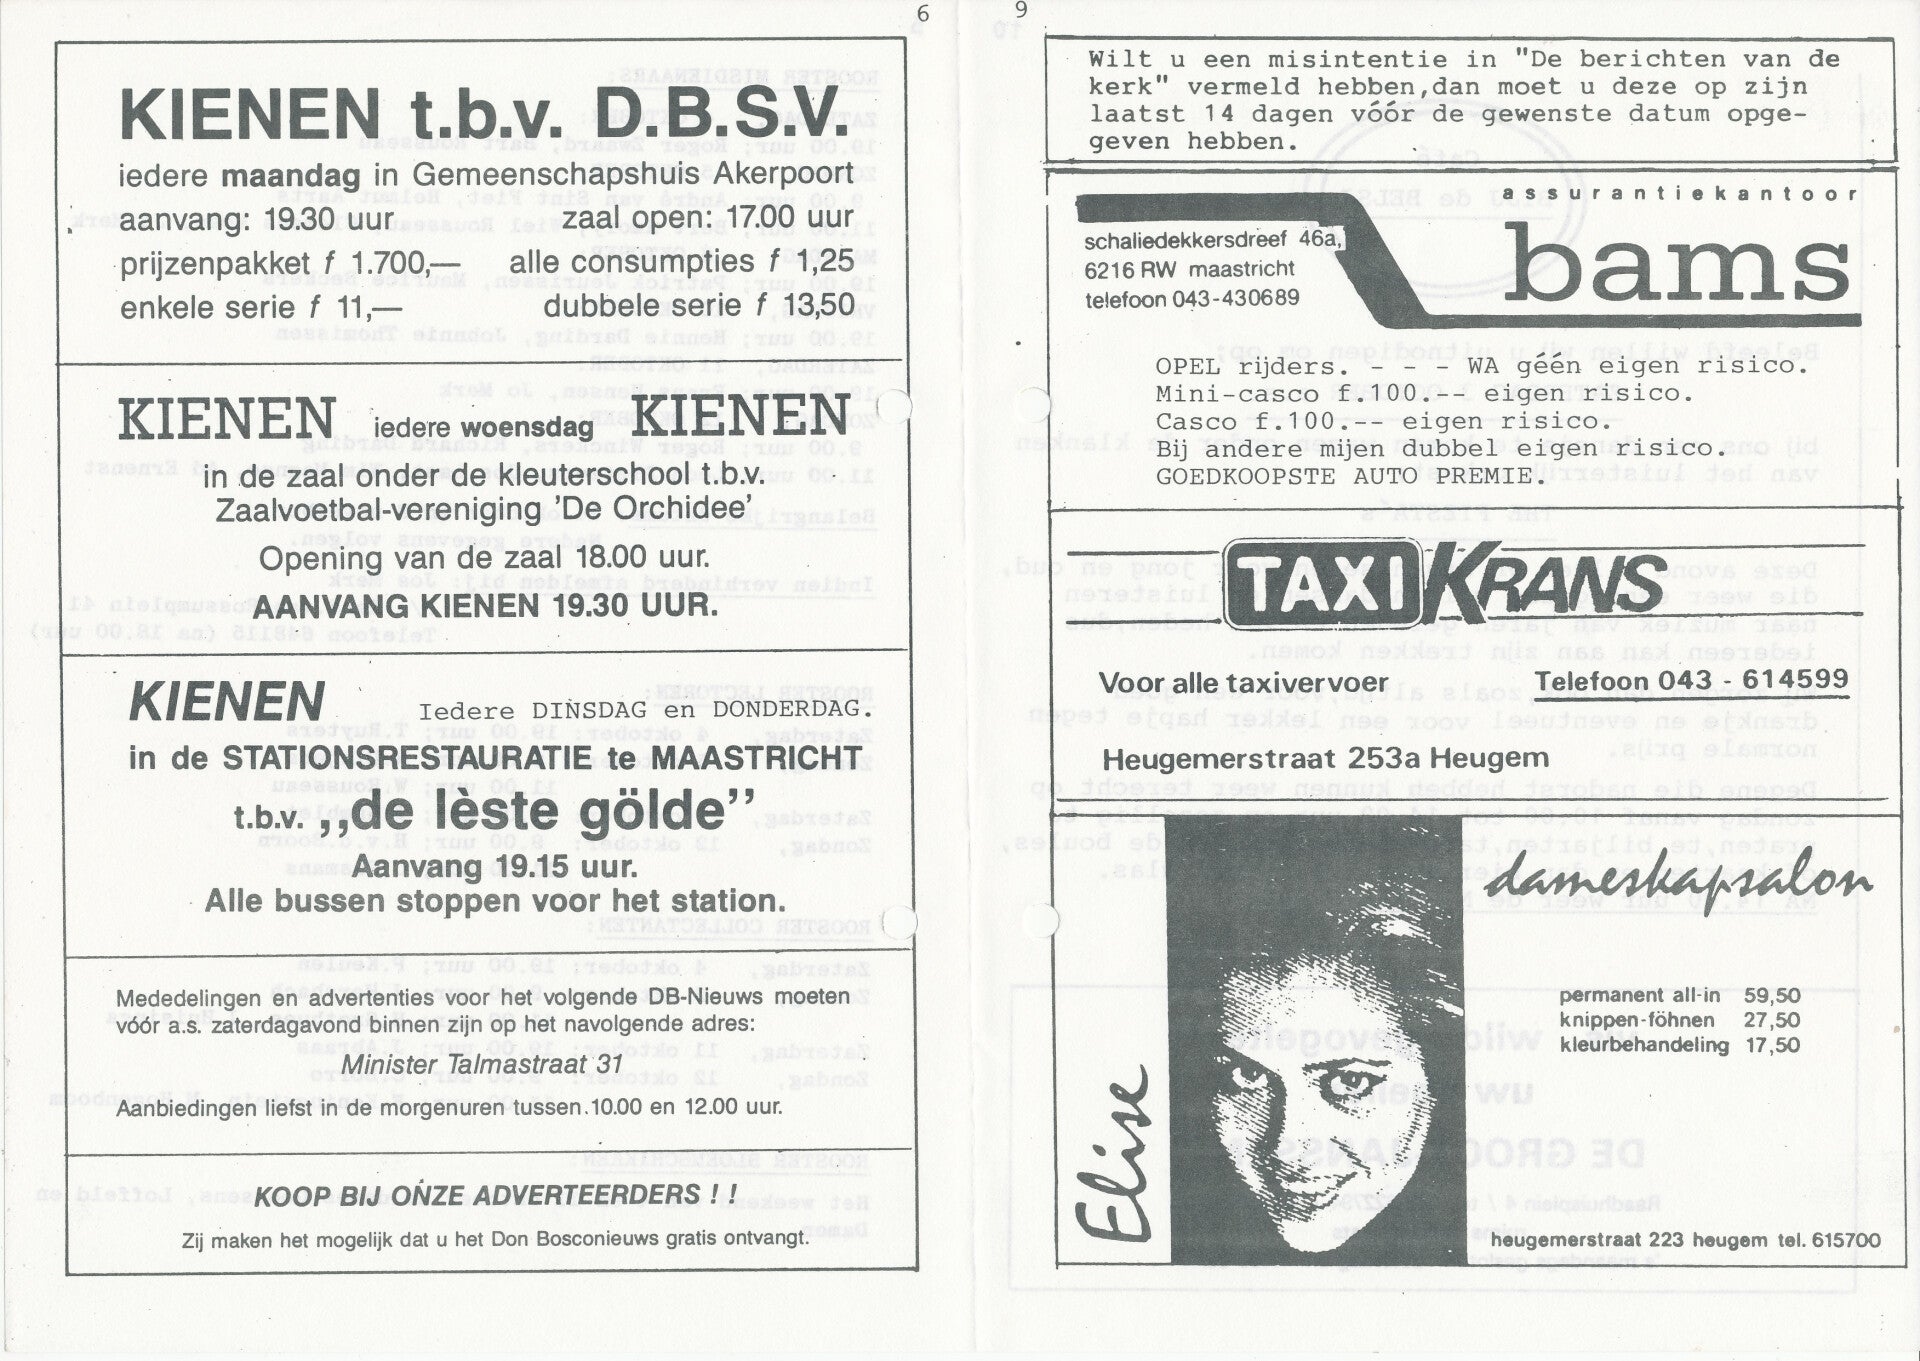 6
KIENEN t.b.v. D.B.S.V.
iedere maandag in Gemeenschapshuis Akerpoort
aanvang: 19.30 uur. zaal open: 17.00 uur
prijzenpakket f 1.700,— alle consumpties f 1,25
enkele serie f 11,— dubbele serie f 13,50
KIENEN iedere woensdag KIENEN
in de zaal onder de kleuterschool t.b.v.
Zaalvoetbal-vereniging 'De Orchidee'
Opening van de zaal 18.00 uur.
AANVANG KIENEN 19.30 UUR.
KIENEN Iedere DINSDAG en DONDERDAG.
in de STATIONSRESTAURATIE te MAASTRICHT
t.b.v. „de lèste gölde”
Aanvang 19.15 uur.
Alle bussen stoppen voor het station.
Mededelingen en advertenties voor het volgende DB-Nieuws moeten
vóór a.s. zaterdagavond binnen zijn op het navolgende adres:
Minister Talmastraat 31
Aanbiedingen liefst in de morgenuren tussen 10.00 en 12.00 uur.
KOOP BIJ ONZE ADVERTEERDERS ! !
Zij maken het mogelijk dat u het Don Bosconieuws gratis ontvangt.
9
Wilt u een misintentie in "De berichten van de
kerk" vermeld hebben,dan moet u deze op zijn
laatst 14 dagen vóór de gewenste datum opge-
geven hebben.
assurantiekantoor
bams
schaliedekkersdreef 46a,
6216 RW maastricht
telefoon 043-430689
OPEL rijders. - - - WA géén eigen risico.
Mini-casco f 100.-- eigen risico.
Casco f.100.-- eigen risico.
Bij andere mijen dubbel eigen risico.
GOEDKOOPSTE AUTO PREMIE.
TAXI KRANS
Voor alle taxivervoer Telefoon 043 - 614599
Heugemerstraat 253a Heugem
dameskapsalon
Elise
permanent all-in 59,50
knippen-föhnen 27,50
kleurbehandeling 17,50
heugemerstraat 223 heugem tel. 615700